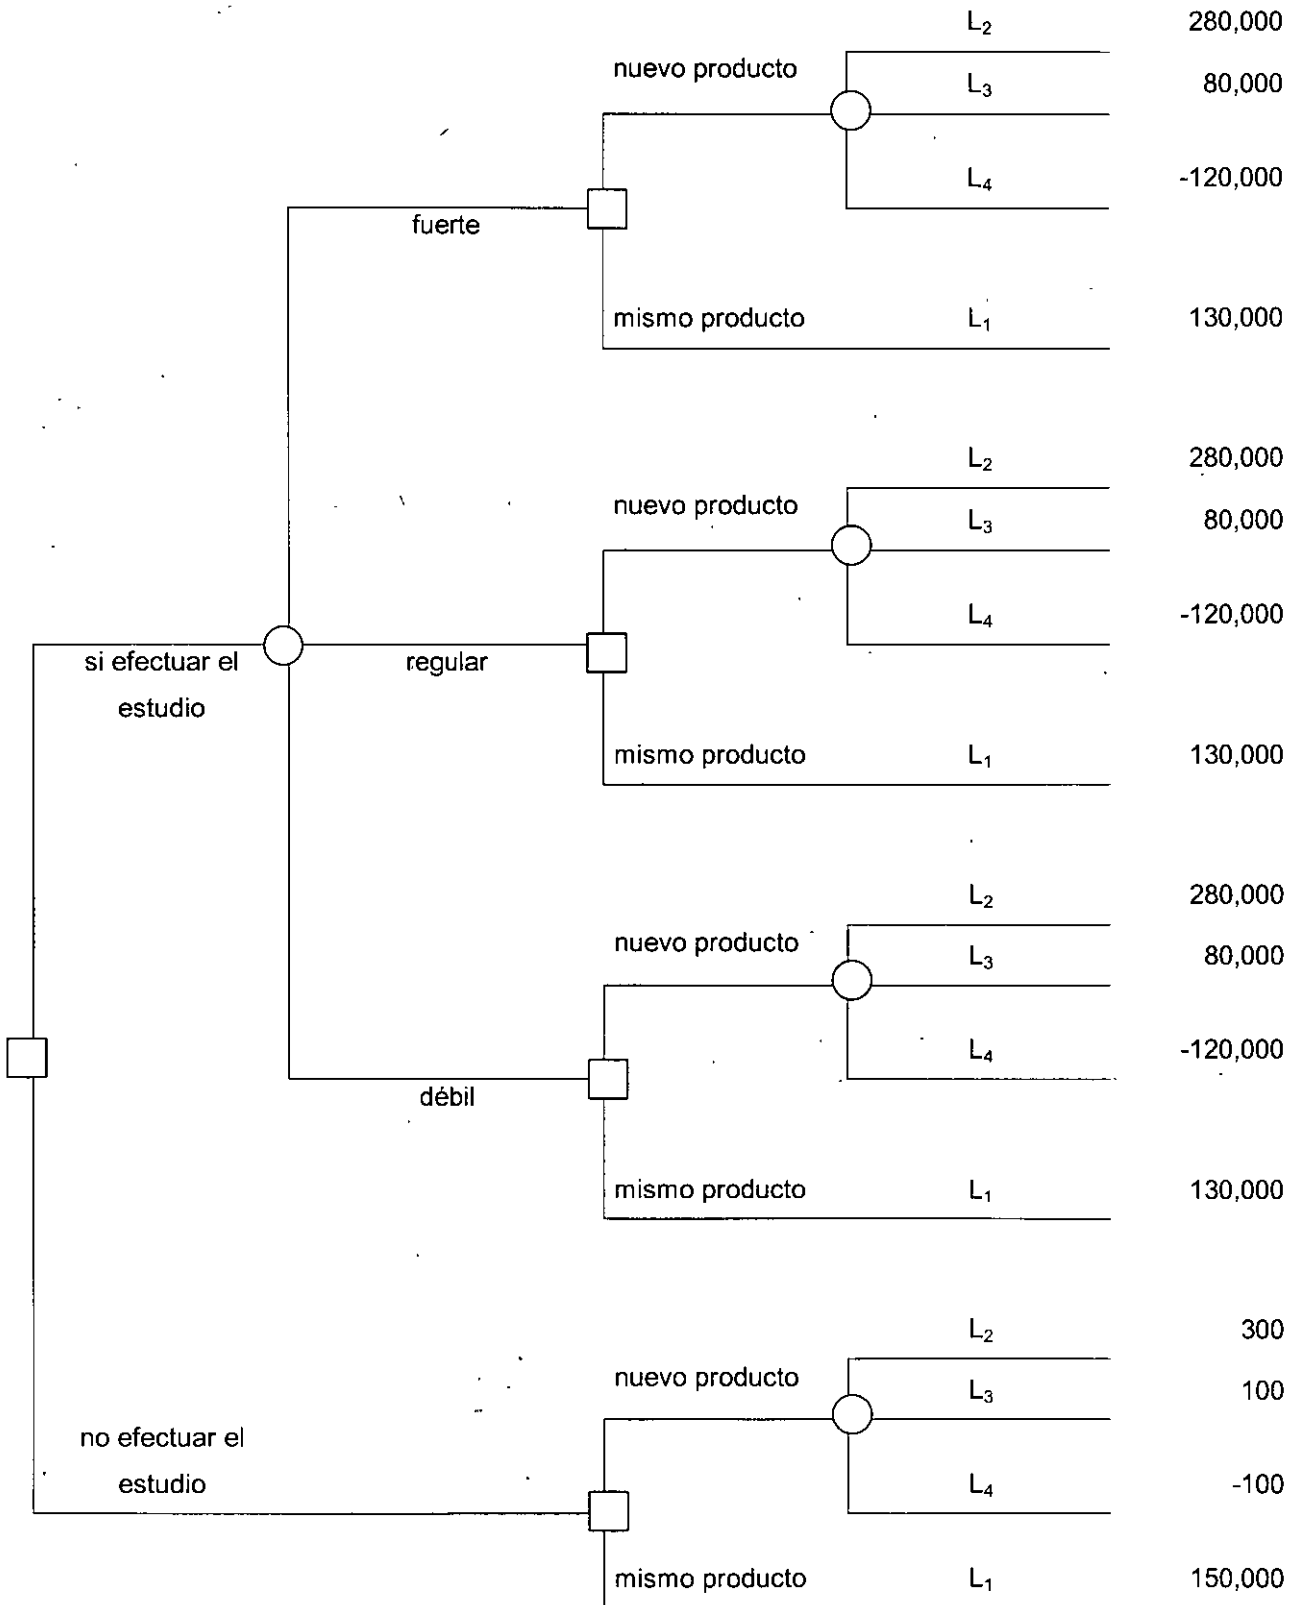 L₂ 280,000
nuevo producto
L₃ 80,000
L₄ -120,000
fuerte
mismo producto L₁ 130,000
L₂ 280,000
nuevo producto
L₃ 80,000
L₄ -120,000
si efectuar el
estudio
regular
mismo producto L₁ 130,000
L₂ 280,000
nuevo producto
L₃ 80,000
L₄ -120,000
débil
mismo producto L₁ 130,000
L₂ 300
nuevo producto
L₃ 100
no efectuar el
estudio
L₄ -100
mismo producto L₁ 150,000